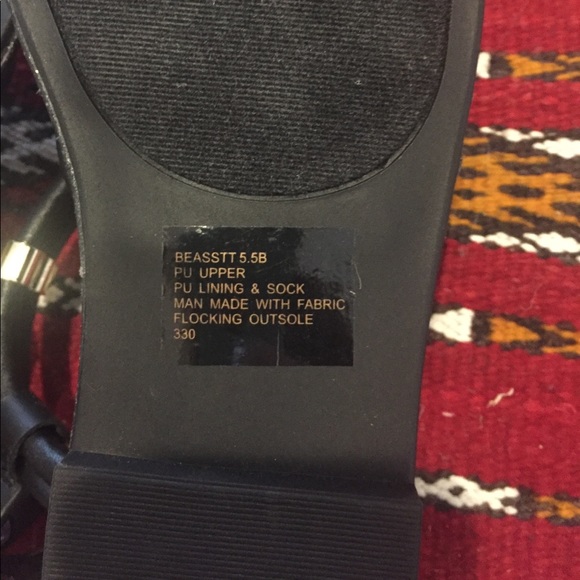 BEASSTT 5.5B
PU UPPER
PU LINING & SOCK
MAN MADE WITH FABRIC
FLOCKING OUTSOLE
330